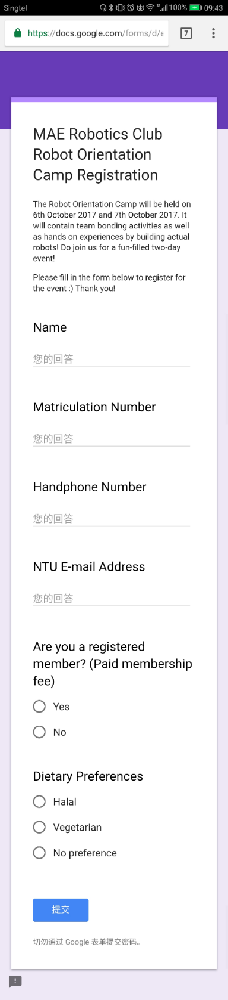 Singtel 100% 09:43
https://docs.google.com/forms/d/e
7
MAE Robotics Club
Robot Orientation
Camp Registration
The Robot Orientation Camp will be held on
6th October 2017 and 7th October 2017. It
will contain team bonding activities as well
as hands on experiences by building actual
robots! Do join us for a fun-filled two-day
event!
Please fill in the form below to register for
the event :) Thank you!
Name
您的回答
Matriculation Number
您的回答
Handphone Number
您的回答
NTU E-mail Address
您的回答
Are you a registered
member? (Paid membership
fee)
Yes
No
Dietary Preferences
Halal
Vegetarian
No preference
提交
切勿通过 Google 表单提交密码。